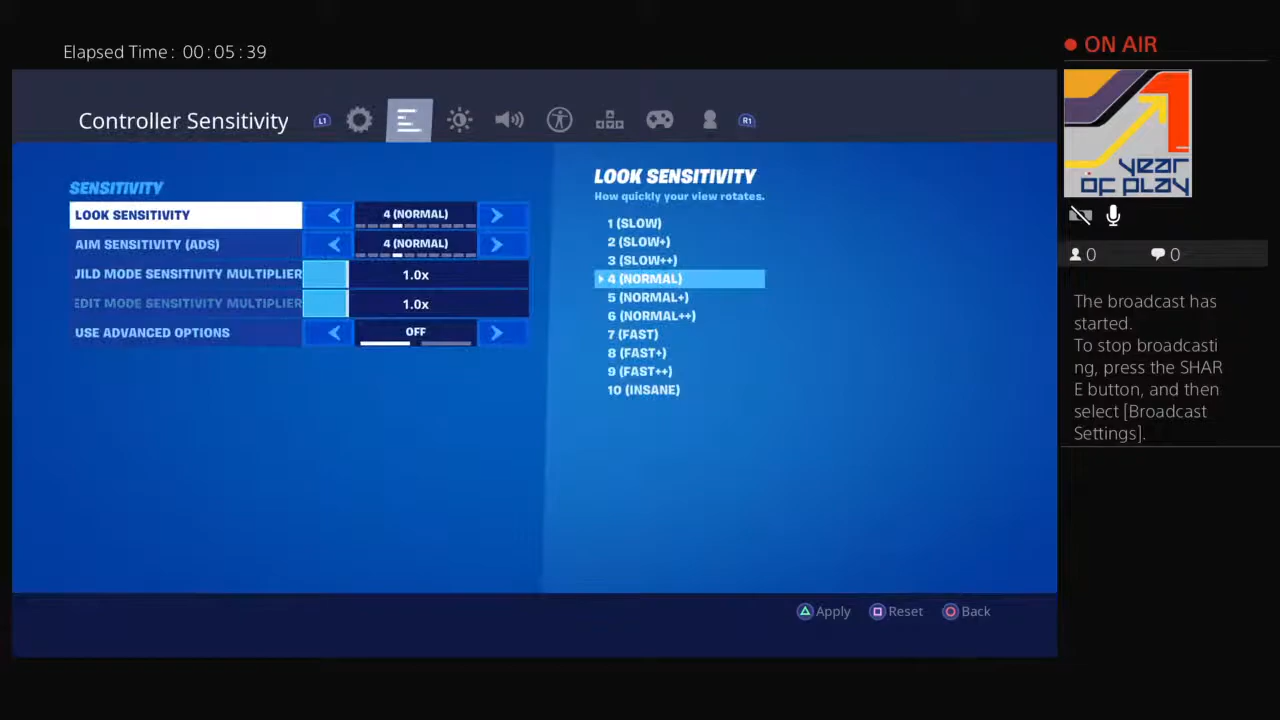 Elapsed Time: 00:05:39
ON AIR
Controller Sensitivity
L1
R1
year
of play
SENSITIVITY
LOOK SENSITIVITY
4 (NORMAL)
AIM SENSITIVITY (ADS)
4 (NORMAL)
JILD MODE SENSITIVITY MULTIPLIER
1.0x
EDIT MODE SENSITIVITY MULTIPLIER
1.0x
USE ADVANCED OPTIONS
OFF
LOOK SENSITIVITY
How quickly your view rotates.
1 (SLOW)
2 (SLOW+)
3 (SLOW++)
4 (NORMAL)
5 (NORMAL+)
6 (NORMAL++)
7 (FAST)
8 (FAST+)
9 (FAST++)
10 (INSANE)
0
0
The broadcast has
started.
To stop broadcasti
ng, press the SHAR
E button, and then
select [Broadcast
Settings].
Apply
Reset
Back